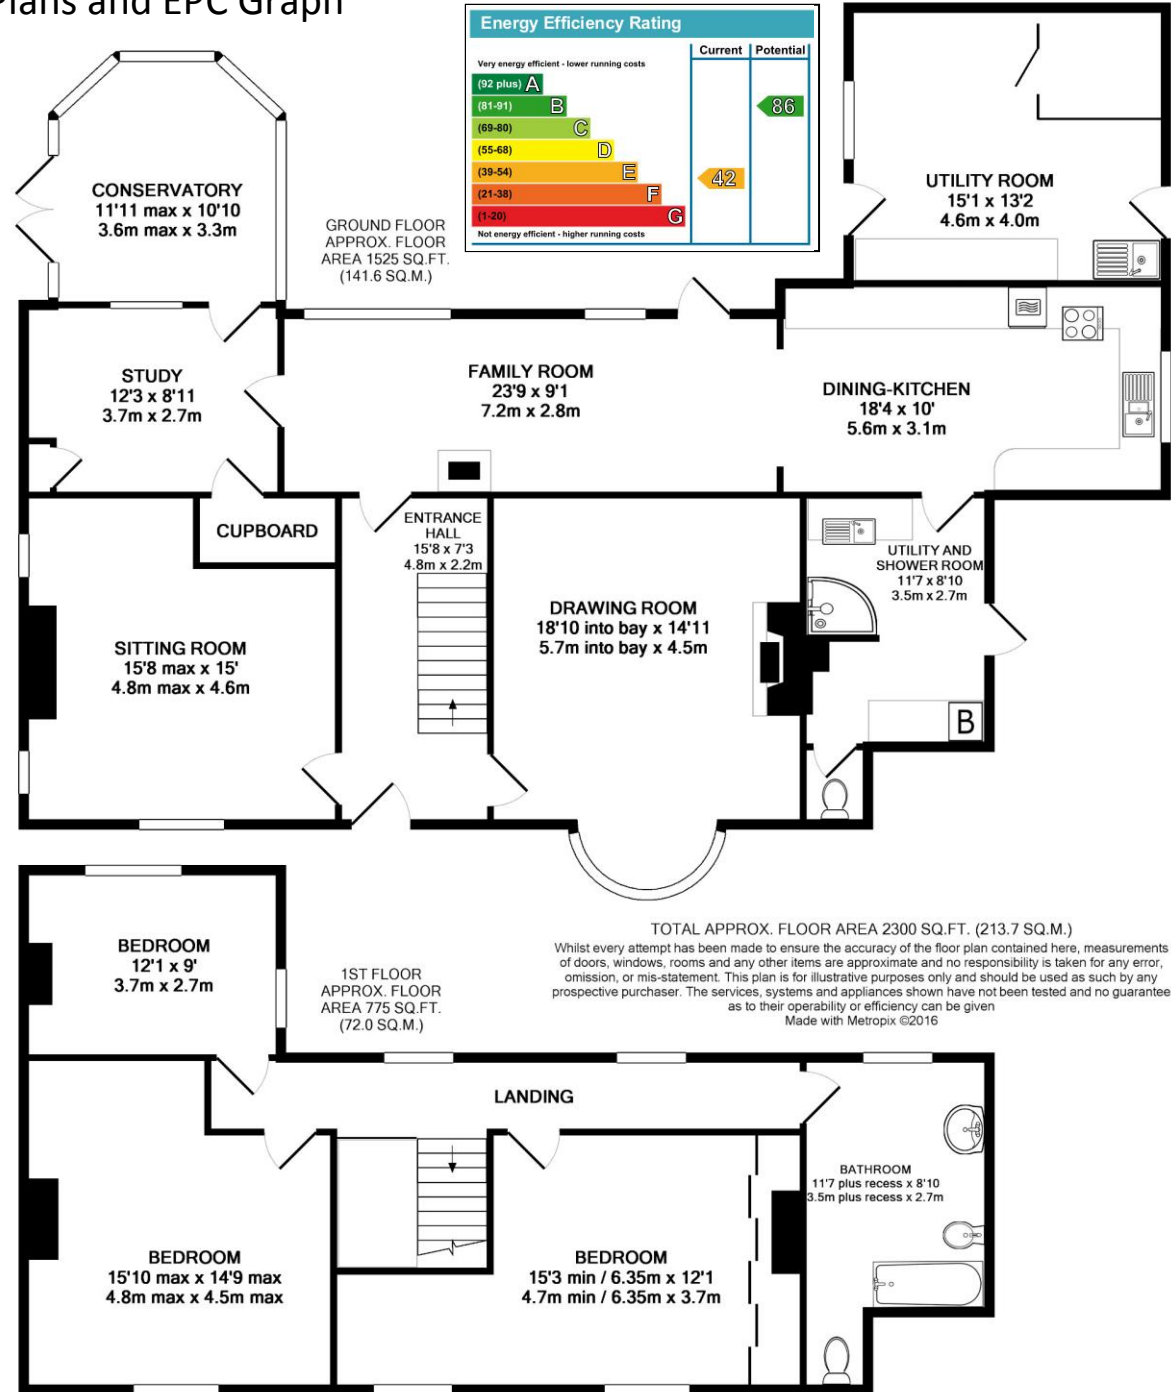 Plans and EPC Graph
Energy Efficiency Rating
Current Potential
Very energy efficient - lower running costs
(92 plus) A
(81-91) B
(69-80) C
(55-68) D
(39-54) E
(21-38) F
(1-20) G
Not energy efficient - higher running costs
42
86
GROUND FLOOR
APPROX. FLOOR
AREA 1525 SQ.FT.
(141.6 SQ.M.)
CONSERVATORY
11'11 max x 10'10
3.6m max x 3.3m
UTILITY ROOM
15'1 x 13'2
4.6m x 4.0m
STUDY
12'3 x 8'11
3.7m x 2.7m
FAMILY ROOM
23'9 x 9'1
7.2m x 2.8m
DINING-KITCHEN
18'4 x 10'
5.6m x 3.1m
CUPBOARD
ENTRANCE
HALL
15'8 x 7'3
4.8m x 2.2m
UTILITY AND
SHOWER ROOM
11'7 x 8'10
3.5m x 2.7m
SITTING ROOM
15'8 max x 15'
4.8m max x 4.6m
DRAWING ROOM
18'10 into bay x 14'11
5.7m into bay x 4.5m
B
TOTAL APPROX. FLOOR AREA 2300 SQ.FT. (213.7 SQ.M.)
Whilst every attempt has been made to ensure the accuracy of the floor plan contained here, measurements
of doors, windows, rooms and any other items are approximate and no responsibility is taken for any error,
omission, or mis-statement. This plan is for illustrative purposes only and should be used as such by any
prospective purchaser. The services, systems and appliances shown have not been tested and no guarantee
as to their operability or efficiency can be given
Made with Metropix ©2016
BEDROOM
12'1 x 9'
3.7m x 2.7m
1ST FLOOR
APPROX. FLOOR
AREA 775 SQ.FT.
(72.0 SQ.M.)
LANDING
BATHROOM
11'7 plus recess x 8'10
3.5m plus recess x 2.7m
BEDROOM
15'10 max x 14'9 max
4.8m max x 4.5m max
BEDROOM
15'3 min / 6.35m x 12'1
4.7m min / 6.35m x 3.7m